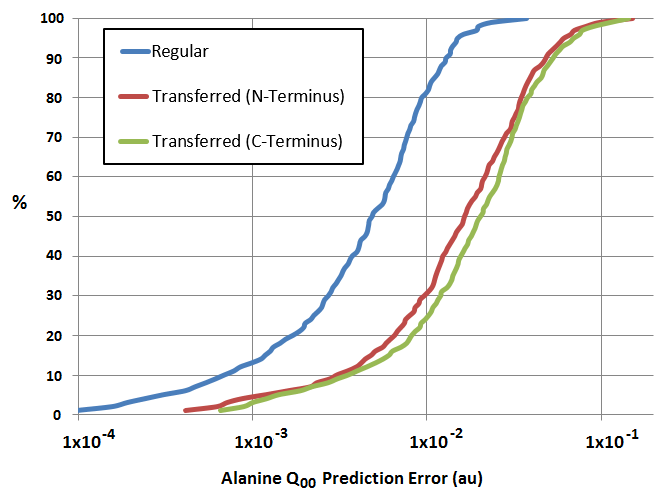 100
90
80
70
60
50
40
30
20
10
0
%
Regular
Transferred (N-Terminus)
Transferred (C-Terminus)
1x10⁻⁴ 1x10⁻³ 1x10⁻² 1x10⁻¹
Alanine Q₀₀ Prediction Error (au)